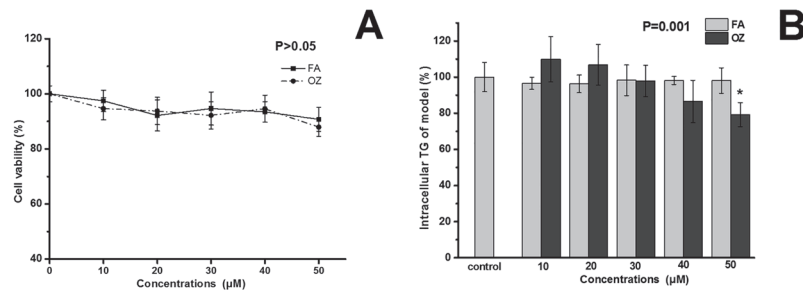 A
P>0.05
FA
OZ
Cell vability (%)
120
100
80
60
40
0 10 20 30 40 50
Concentrations (μM)
B
P=0.001
FA
OZ
Intracellular TG of model (%)
120
100
80
60
40
20
0
*
control 10 20 30 40 50
Concentrations (μM)